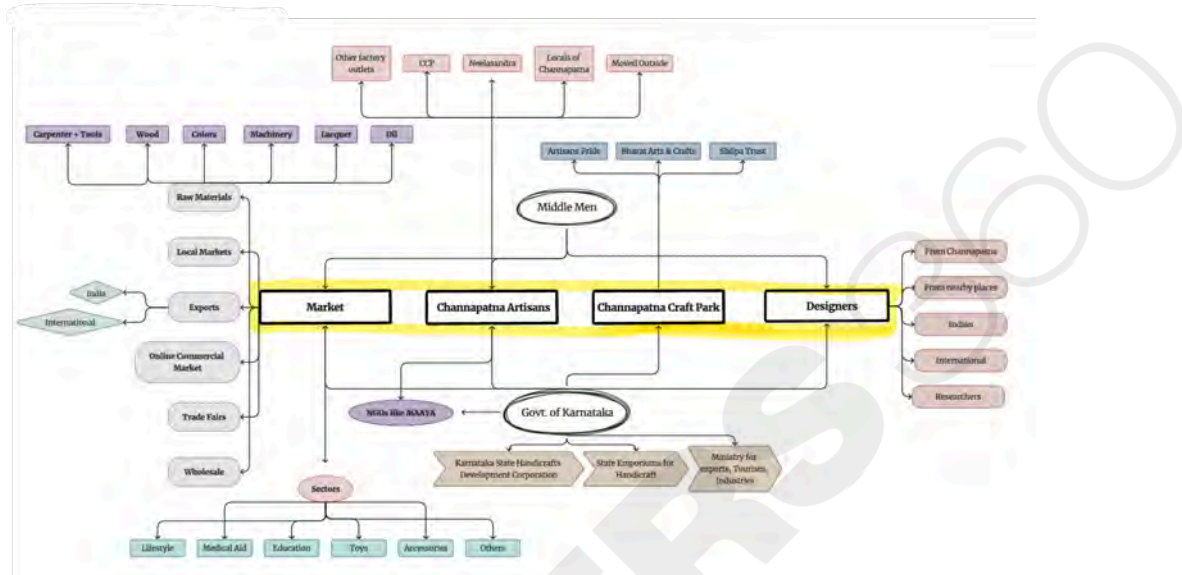 Other factory
outlets
CCP
Neelasandra
Locals of
Channapatna
Moved Outside
Carpenter + Tools
Wood
Colors
Machinery
Lacquer
Oil
Artisans Pride
Bharat Arts & Crafts
Shilpa Trust
Raw Materials
Middle Men
Local Markets
From Channapatna
India
Exports
Market
Channapatna Artisans
Channapatna Craft Park
Designers
From nearby places
International
Indian
Online Commercial
Market
International
Trade Fairs
NGOs like MAAYA
Govt. of Karnataka
Researchers
Wholesale
Karnataka State Handicrafts
Development Corporation
State Emporiums for
Handicraft
Ministry for
exports, Tourism,
Industries
Sectors
Lifestyle
Medical Aid
Education
Toys
Accessories
Others